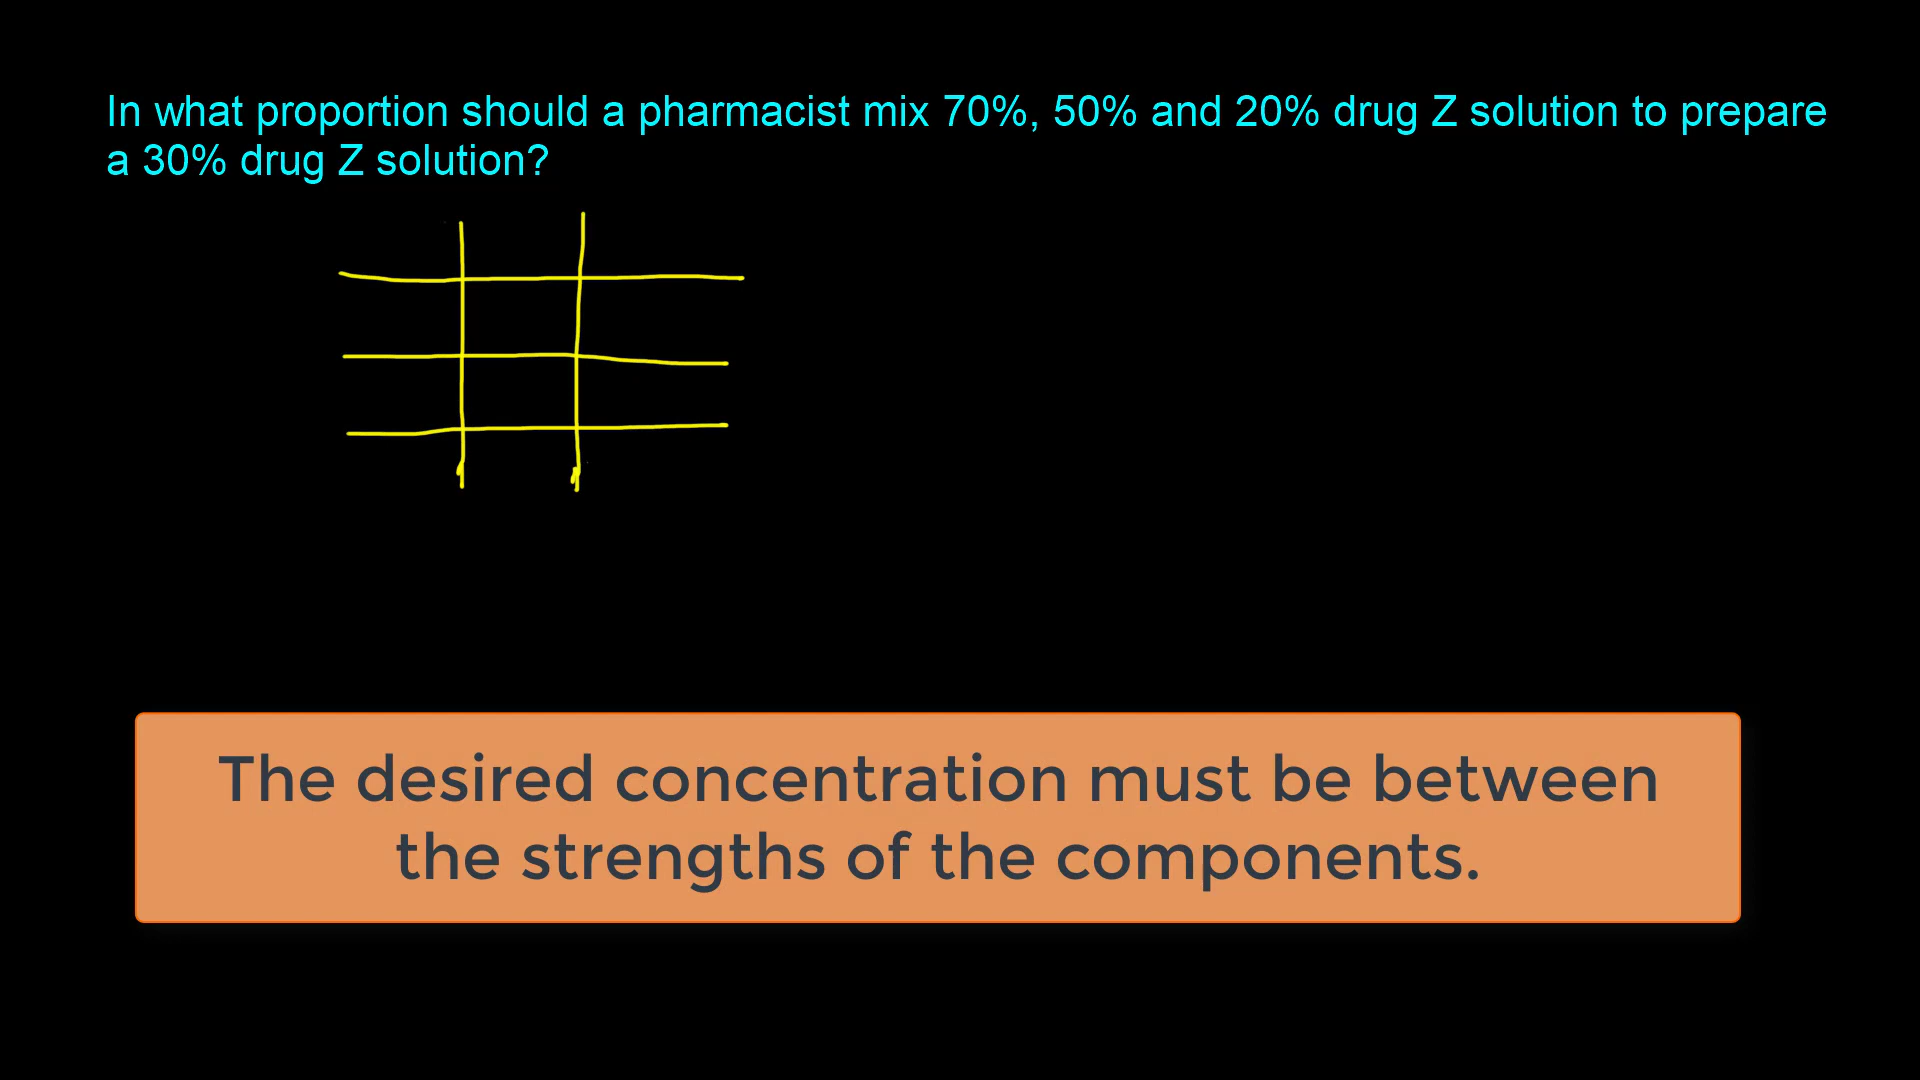 In what proportion should a pharmacist mix 70%, 50% and 20% drug Z solution to prepare
a 30% drug Z solution?
The desired concentration must be between
the strengths of the components.